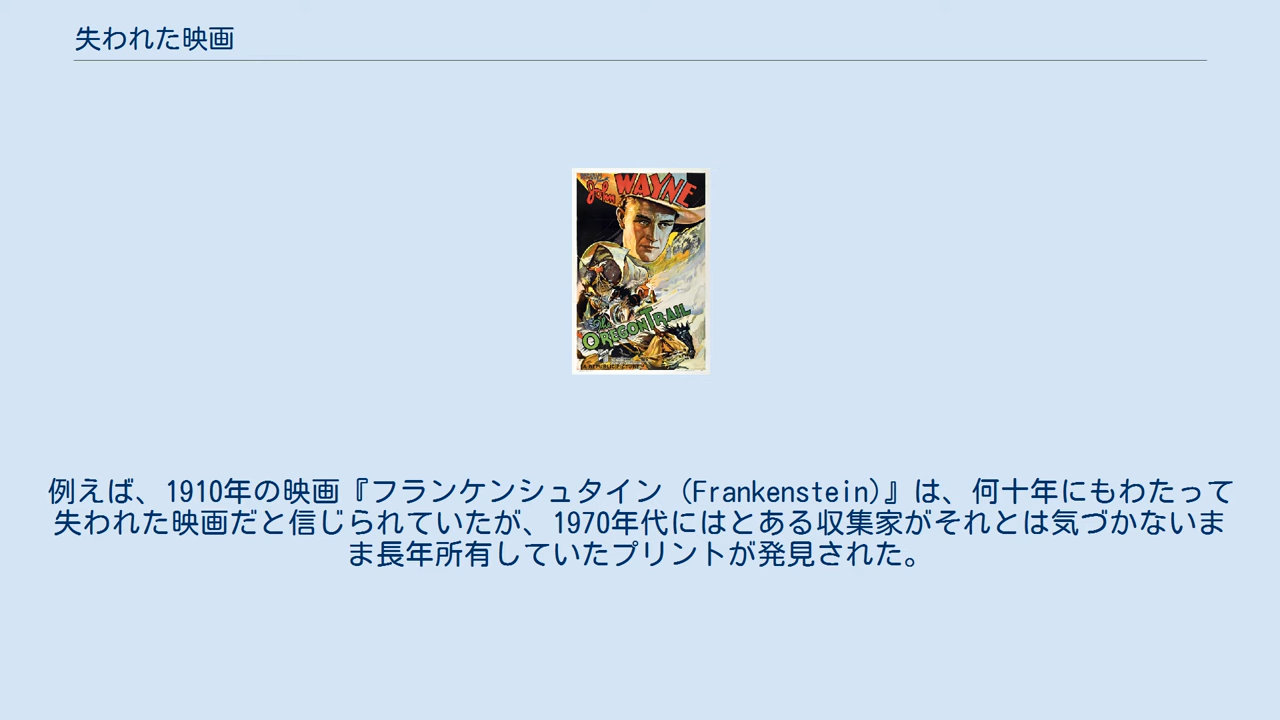 失われた映画
John WAYNE
The OREGON TRAIL
A REPUBLIC PICTURE
例えば、1910年の映画『フランケンシュタイン（Frankenstein)』は、何十年にもわたって
失われた映画だと信じられていたが、1970年代にはとある収集家がそれとは気づかないま
ま長年所有していたプリントが発見された。